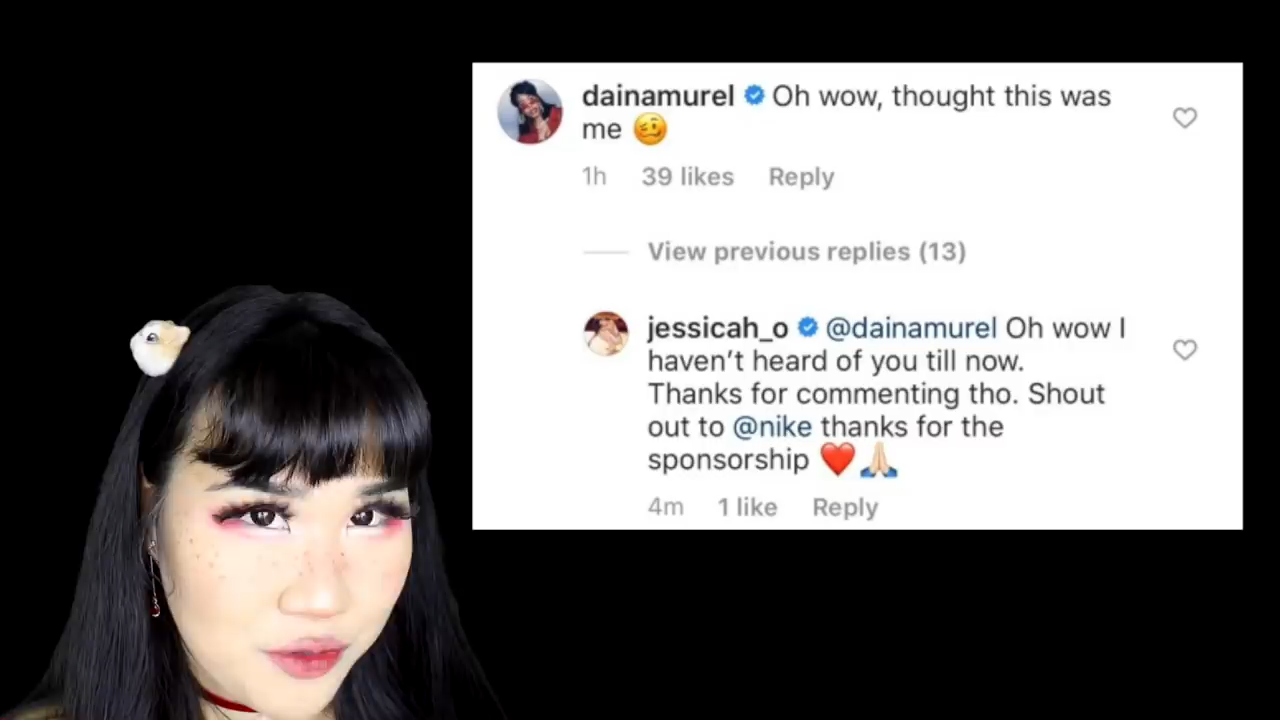 dainamurel Oh wow, thought this was
me 🥴
1h 39 likes Reply
View previous replies (13)
jessicah_o @dainamurel Oh wow I
haven't heard of you till now.
Thanks for commenting tho. Shout
out to @nike thanks for the
sponsorship ❤️🙏🏻
4m 1 like Reply